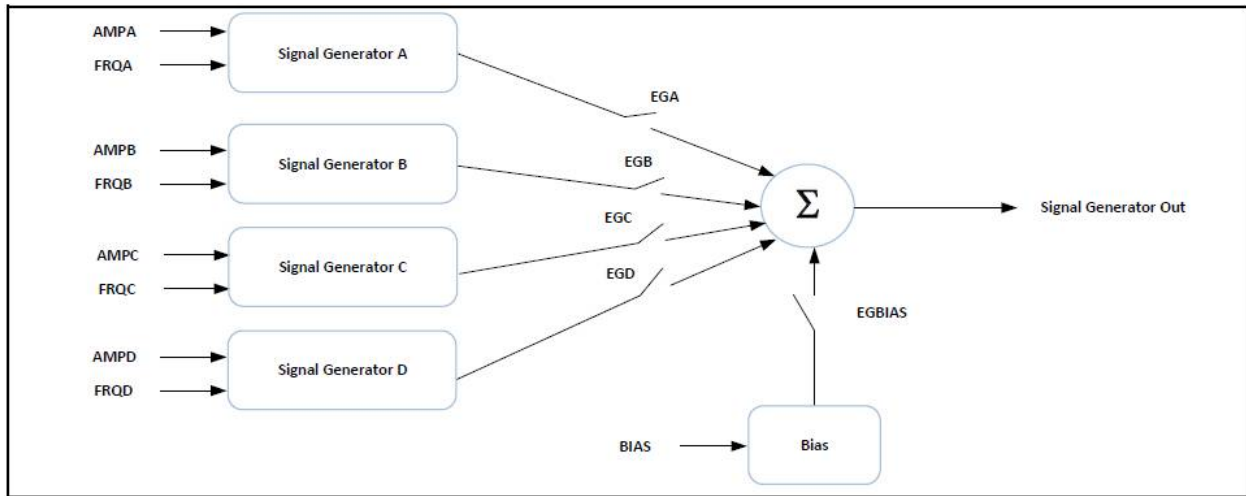 AMPA
FRQA
Signal Generator A
EGA
AMPB
FRQB
Signal Generator B
EGB
AMPC
FRQC
Signal Generator C
EGC
AMPD
FRQD
Signal Generator D
EGD
Σ
Signal Generator Out
EGBIAS
BIAS
Bias